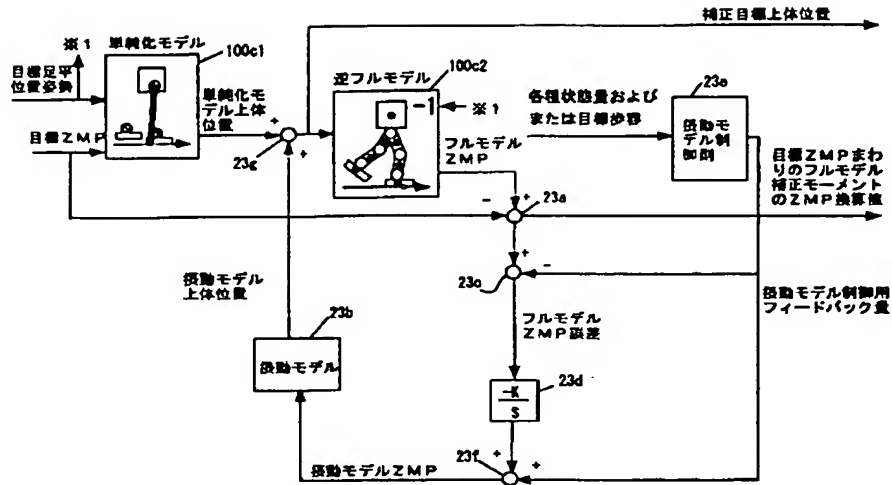 補正目標上体位置
※1
単純化モデル
100c1
目標足平
位置姿勢
単純化モ
デル上体
位置
目標ZMP
+
23g
+
逆フルモデル
100c2
-1
※1
フルモデル
ZMP
各種状態量および
または目標歩容
23e
摂動モ
デル制
御則
目標ZMPまわ
りのフルモデル
補正モーメント
のZMP換算値
-
+
23a
+
-
23c
摂動モデル
上体位置
23b
摂動モデル
フルモデル
ZMP誤差
摂動モデル制御用
フィードバック量
23d
-K
S
+
+
23f
摂動モデルZMP